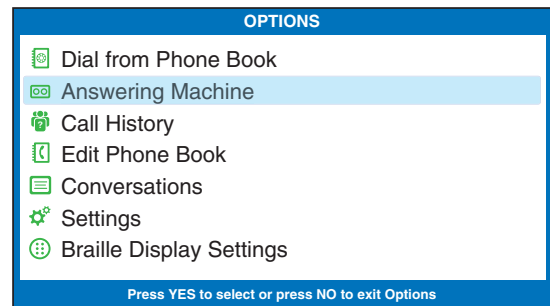 OPTIONS
Dial from Phone Book
Answering Machine
Call History
Edit Phone Book
Conversations
Settings
Braille Display Settings
Press YES to select or press NO to exit Options